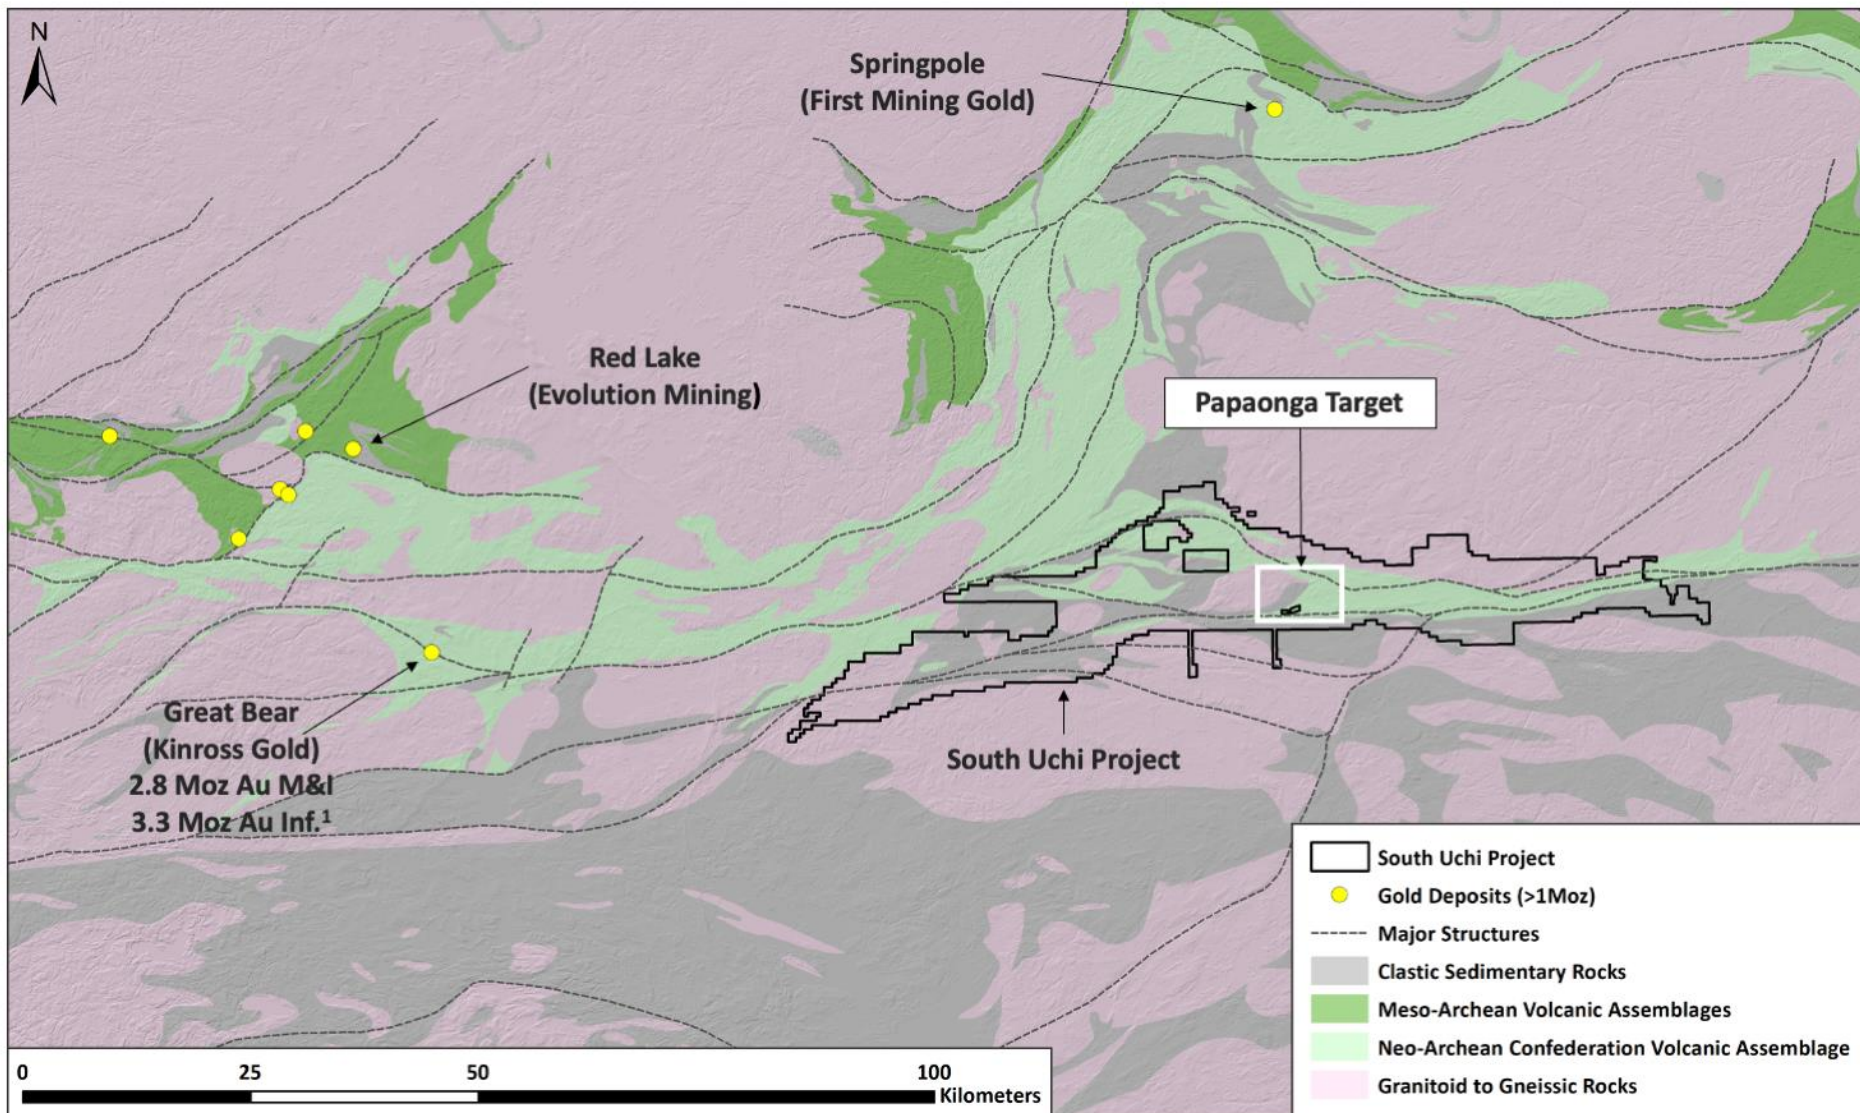 N
Springpole
(First Mining Gold)
Red Lake
(Evolution Mining)
Papaonga Target
Great Bear
(Kinross Gold)
2.8 Moz Au M&I
3.3 Moz Au Inf.¹
South Uchi Project
South Uchi Project
Gold Deposits (>1Moz)
Major Structures
Clastic Sedimentary Rocks
Meso-Archean Volcanic Assemblages
Neo-Archean Confederation Volcanic Assemblage
Granitoid to Gneissic Rocks
0 25 50 100
Kilometers